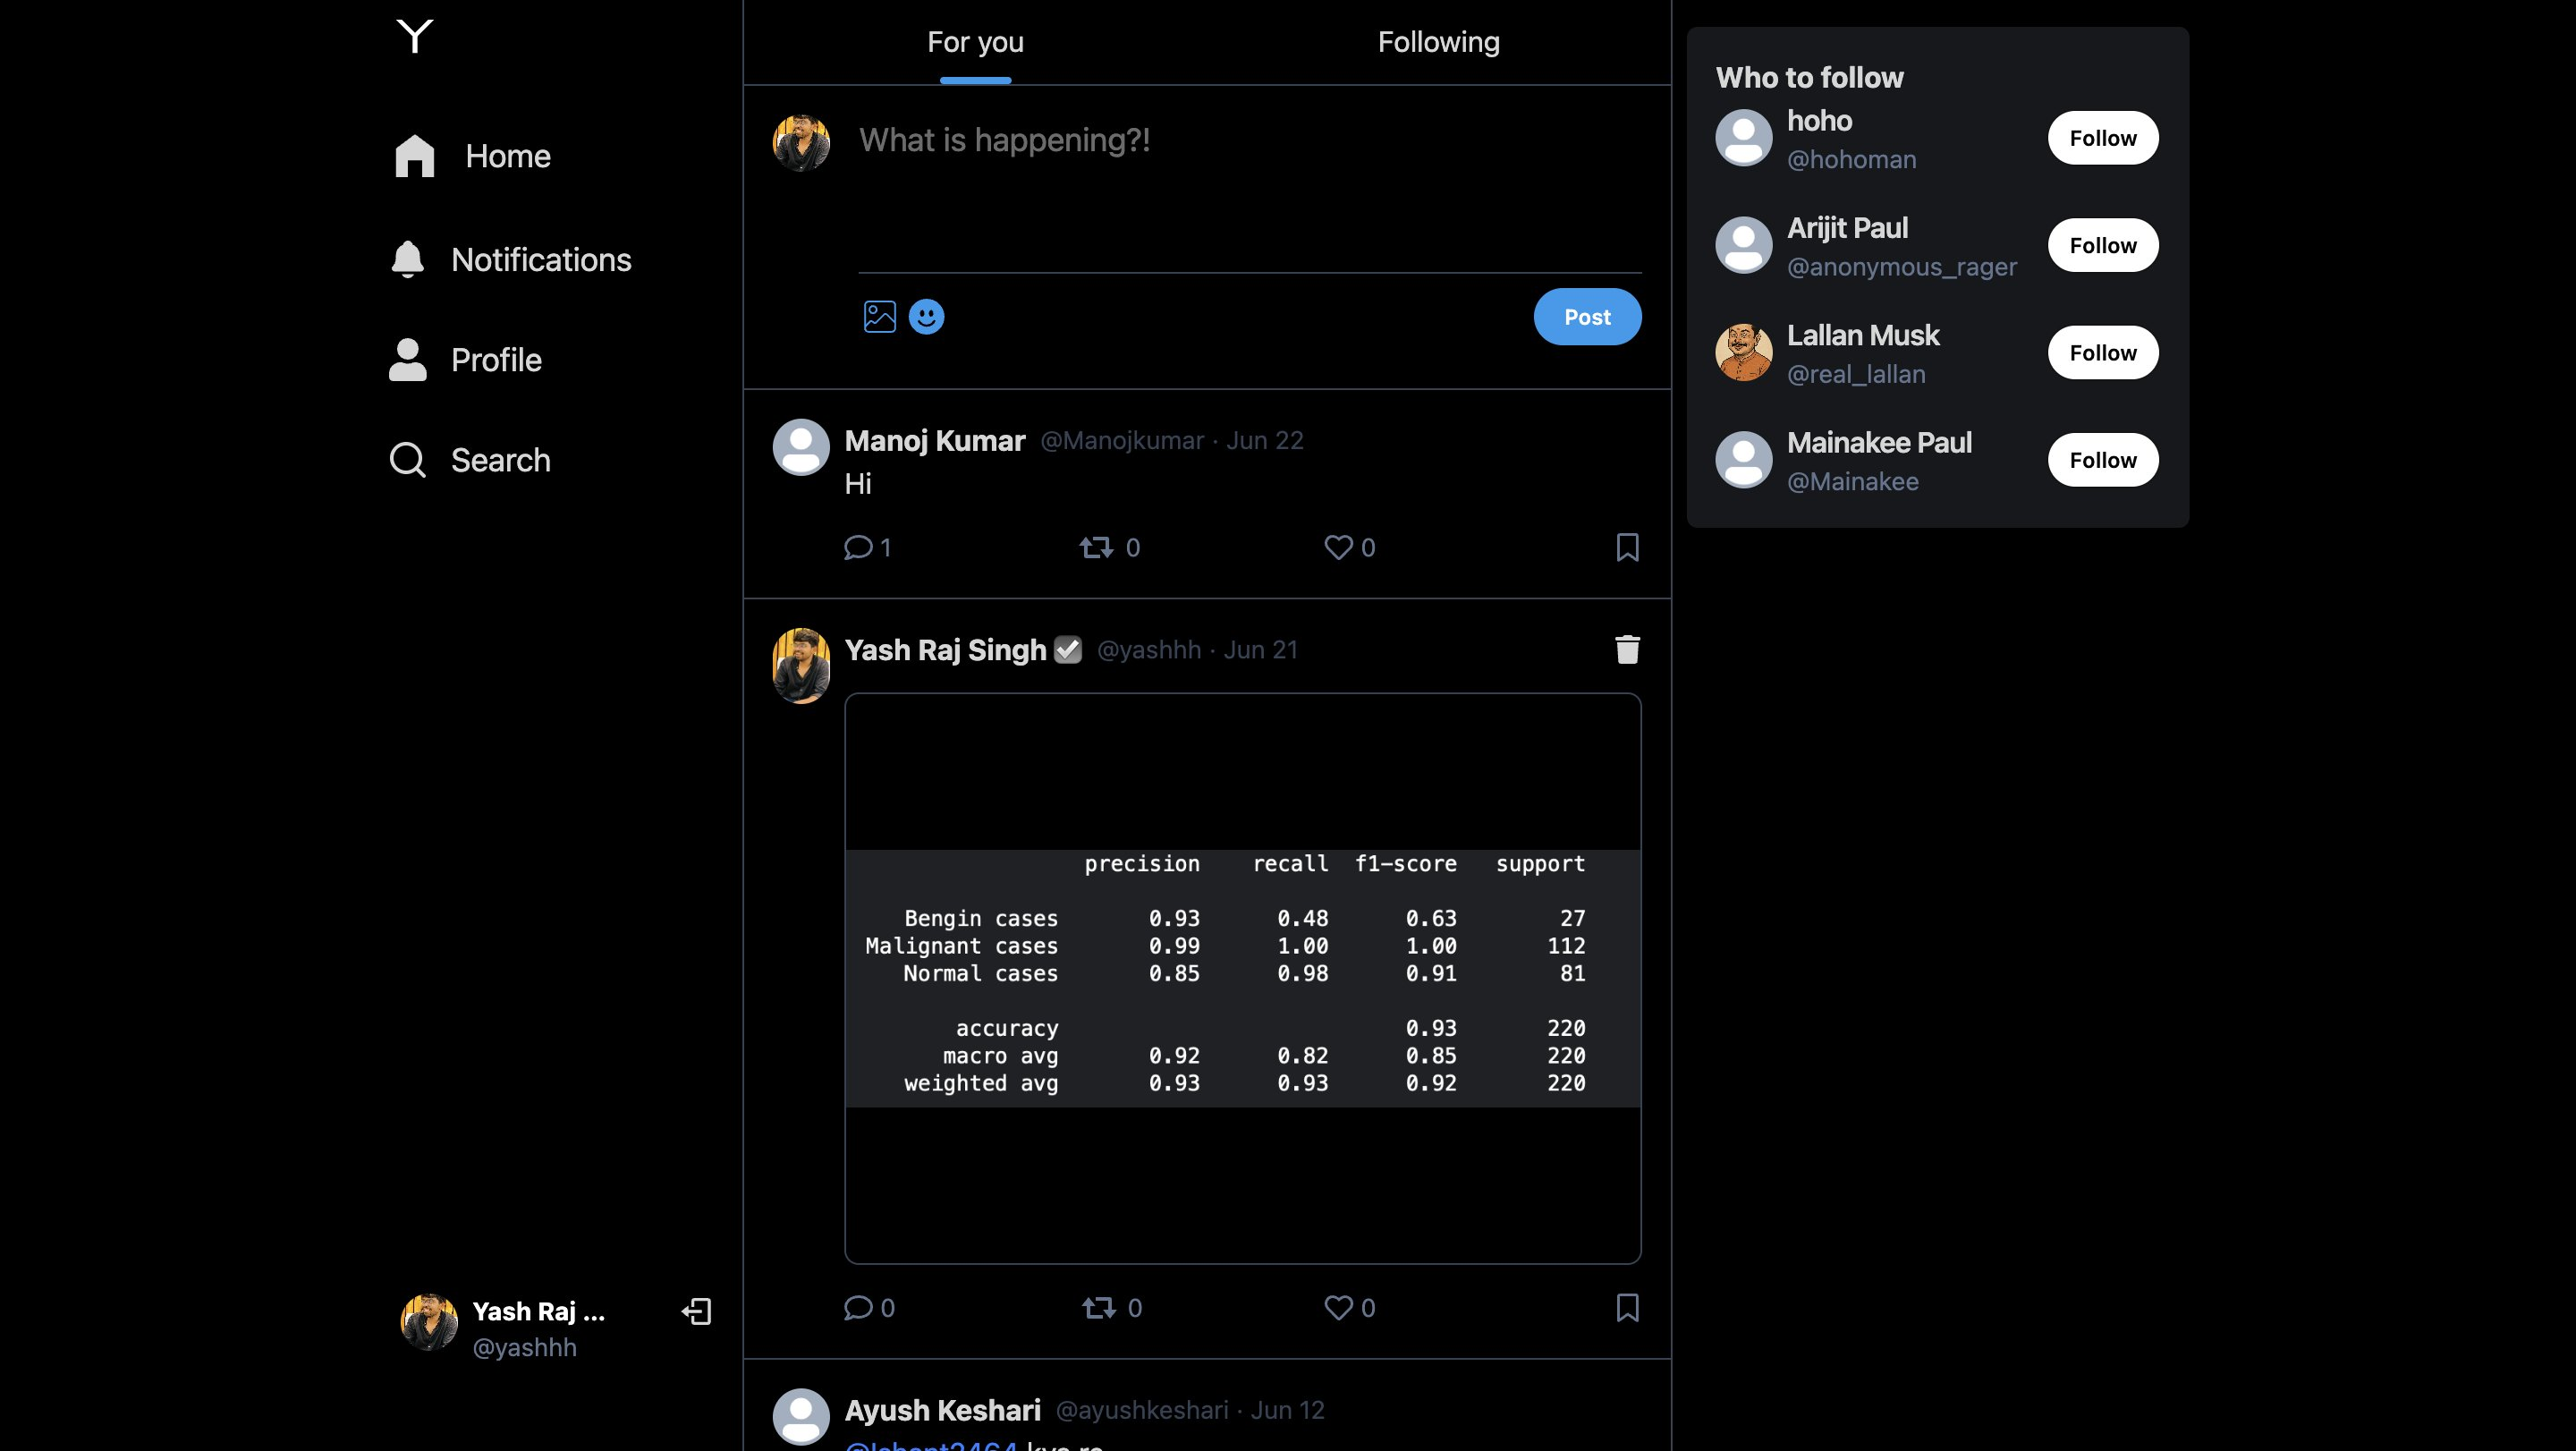 Y
Home
Notifications
Profile
Search
Yash Raj ...
@yashhh
For you
Following
What is happening?!
Post
Manoj Kumar @Manojkumar · Jun 22
Hi
1 0 0
Yash Raj Singh @yashhh · Jun 21
precision recall f1-score support
Bengin cases 0.93 0.48 0.63 27
Malignant cases 0.99 1.00 1.00 112
Normal cases 0.85 0.98 0.91 81
accuracy 0.93 220
macro avg 0.92 0.82 0.85 220
weighted avg 0.93 0.93 0.92 220
0 0 0
Ayush Keshari @ayushkeshari · Jun 12
Who to follow
hoho
@hohoman
Follow
Arijit Paul
@anonymous_rager
Follow
Lallan Musk
@real_lallan
Follow
Mainakee Paul
@Mainakee
Follow